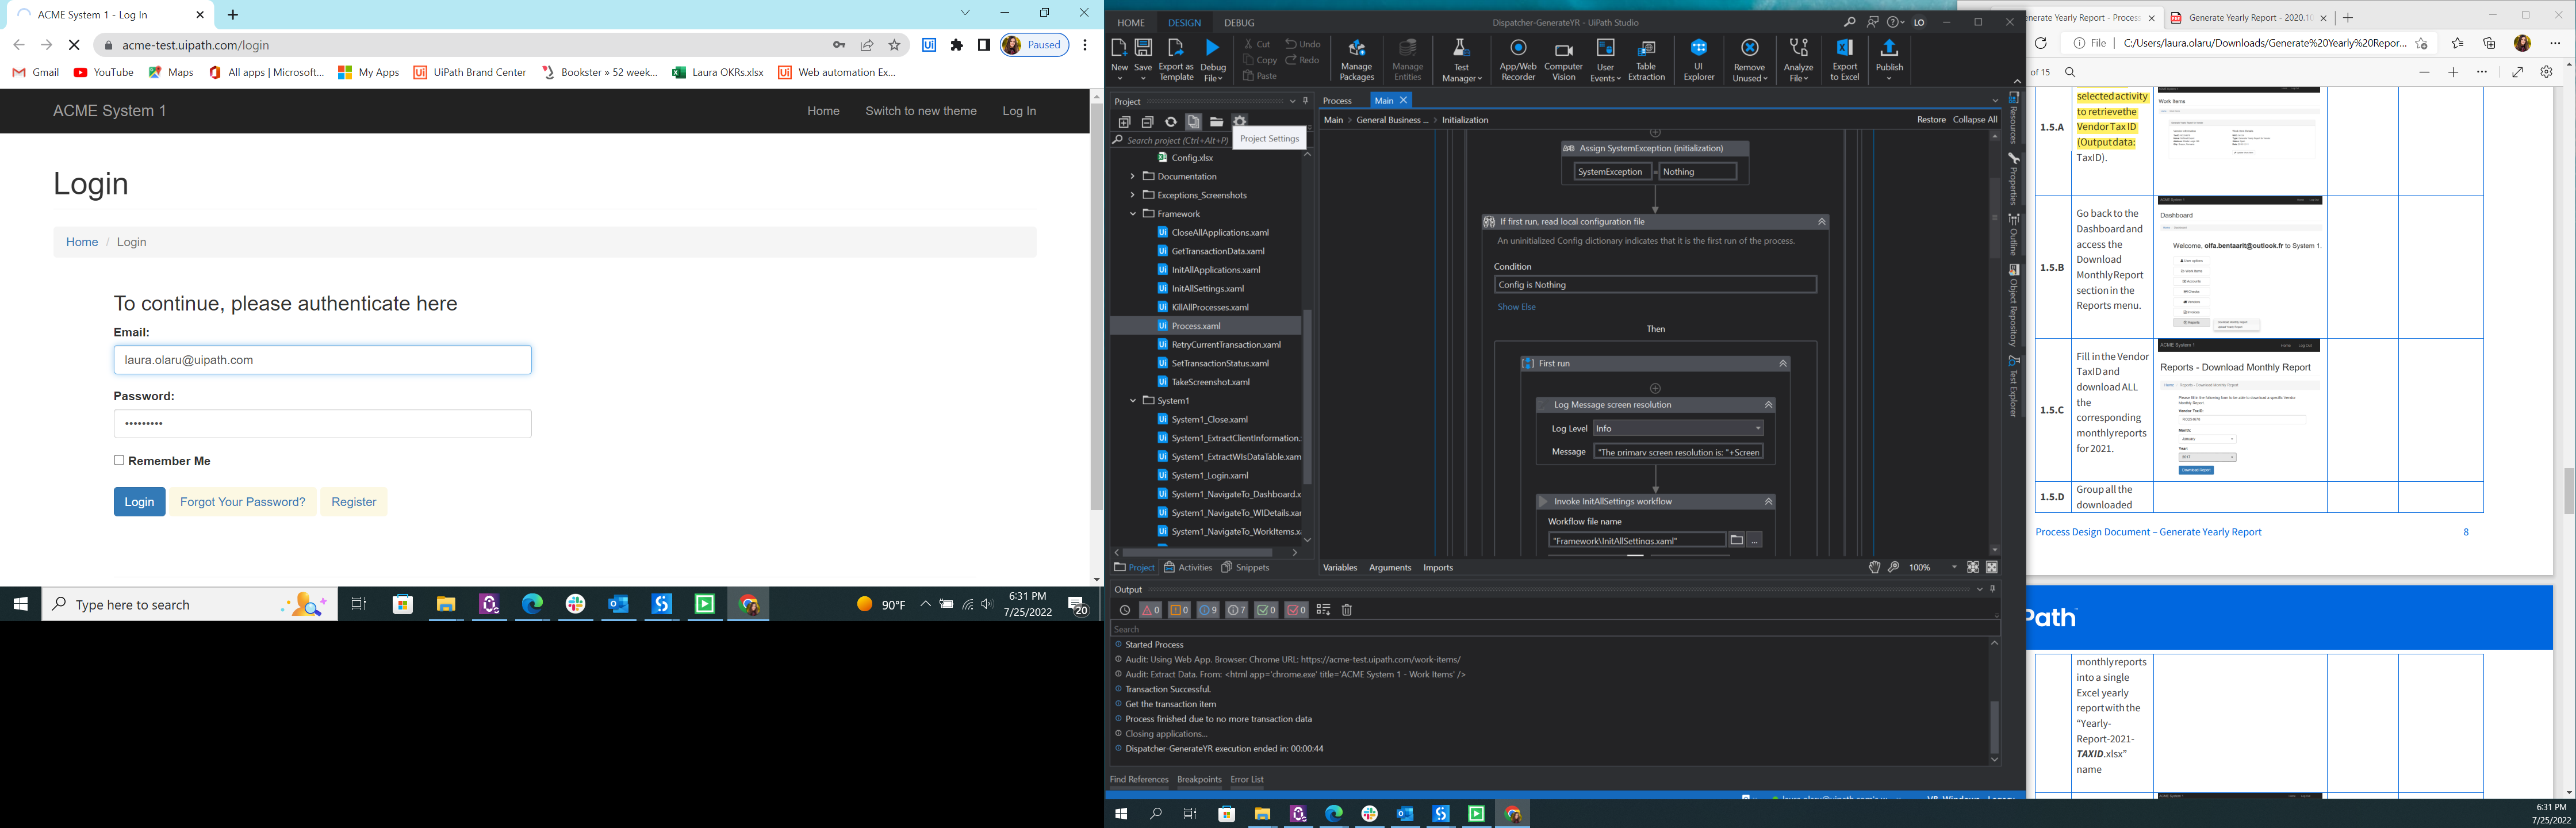 ACME System 1 - Log In
acme-test.uipath.com/login
Paused
Gmail
YouTube
Maps
All apps | Microsoft...
My Apps
UiPath Brand Center
Bookster » 52 week...
Laura OKRs.xlsx
Web automation Ex...
ACME System 1
Home
Switch to new theme
Log In
Login
Home / Login
To continue, please authenticate here
Email:
laura.olaru@uipath.com
Password:
Remember Me
Login
Forgot Your Password?
Register
Type here to search
90°F
6:31 PM
7/25/2022
20
HOME
DESIGN
DEBUG
Dispatcher-GenerateYR - UiPath Studio
LO
New
Save
Export as Template
Debug File
Cut
Copy
Paste
Undo
Redo
Manage Packages
Manage Entities
Test Manager
App/Web Recorder
Computer Vision
User Events
Table Extraction
UI Explorer
Remove Unused
Analyze File
Export to Excel
Publish
Project
Search project (Ctrl+Alt+P)
Project Settings
Config.xlsx
Documentation
Exceptions_Screenshots
Framework
CloseAllApplications.xaml
GetTransactionData.xaml
InitAllApplications.xaml
InitAllSettings.xaml
KillAllProcesses.xaml
Process.xaml
RetryCurrentTransaction.xaml
SetTransactionStatus.xaml
TakeScreenshot.xaml
System1
System1_Close.xaml
System1_ExtractClientInformation.
System1_ExtractWIsDataTable.xam
System1_Login.xaml
System1_NavigateTo_Dashboard.x
System1_NavigateTo_WIDetails.xar
System1_NavigateTo_WorkItems.x
Project
Activities
Snippets
Process
Main
Main > General Business ... > Initialization
Restore
Collapse All
Assign SystemException (initialization)
SystemException = Nothing
If first run, read local configuration file
An uninitialized Config dictionary indicates that it is the first run of the process.
Condition
Config is Nothing
Show Else
Then
First run
Log Message screen resolution
Log Level Info
Message "The primary screen resolution is: "+Screen
Invoke InitAllSettings workflow
Workflow file name
"Framework\InitAllSettings.xaml"
Variables
Arguments
Imports
100%
Resources
Properties
Outline
Object Repository
Test Explorer
Output
0
0
9
7
0
0
Search
Started Process
Audit: Using Web App. Browser: Chrome URL: https://acme-test.uipath.com/work-items/
Audit: Extract Data. From: <html app='chrome.exe' title='ACME System 1 - Work Items' />
Transaction Successful.
Get the transaction item
Process finished due to no more transaction data
Closing applications...
Dispatcher-GenerateYR execution ended in: 00:00:44
Find References
Breakpoints
Error List
enerate Yearly Report - Process
Generate Yearly Report - 2020.10
File
C:/Users/laura.olaru/Downloads/Generate%20Yearly%20Repor...
of 15
1.5.A
selected activity
to retrieve the
Vendor Tax ID
(Output data:
TaxID).
Work Items
1.5.B
Go back to the
Dashboard and
access the
Download
Monthly Report
section in the
Reports menu.
Dashboard
Welcome, olfa.bentaarit@outlook.fr to System 1.
1.5.C
Fill in the Vendor
TaxID and
download ALL
the
corresponding
monthly reports
for 2021.
ACME System 1
Reports - Download Monthly Report
1.5.D
Group all the
downloaded
Process Design Document – Generate Yearly Report
8
Path
monthly reports
into a single
Excel yearly
report with the
“Yearly-
Report-2021-
TAXID.xlsx”
name
6:31 PM
7/25/2022